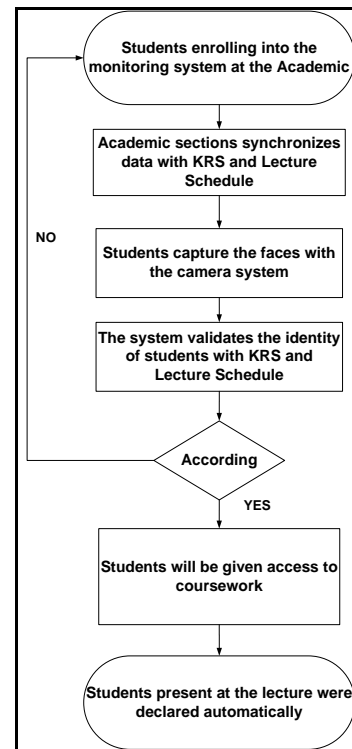 Students enrolling into the
monitoring system at the Academic
Academic sections synchronizes
data with KRS and Lecture
Schedule
Students capture the faces with
the camera system
NO
The system validates the identity
of students with KRS and
Lecture Schedule
According
YES
Students will be given access to
coursework
Students present at the lecture were
declared automatically